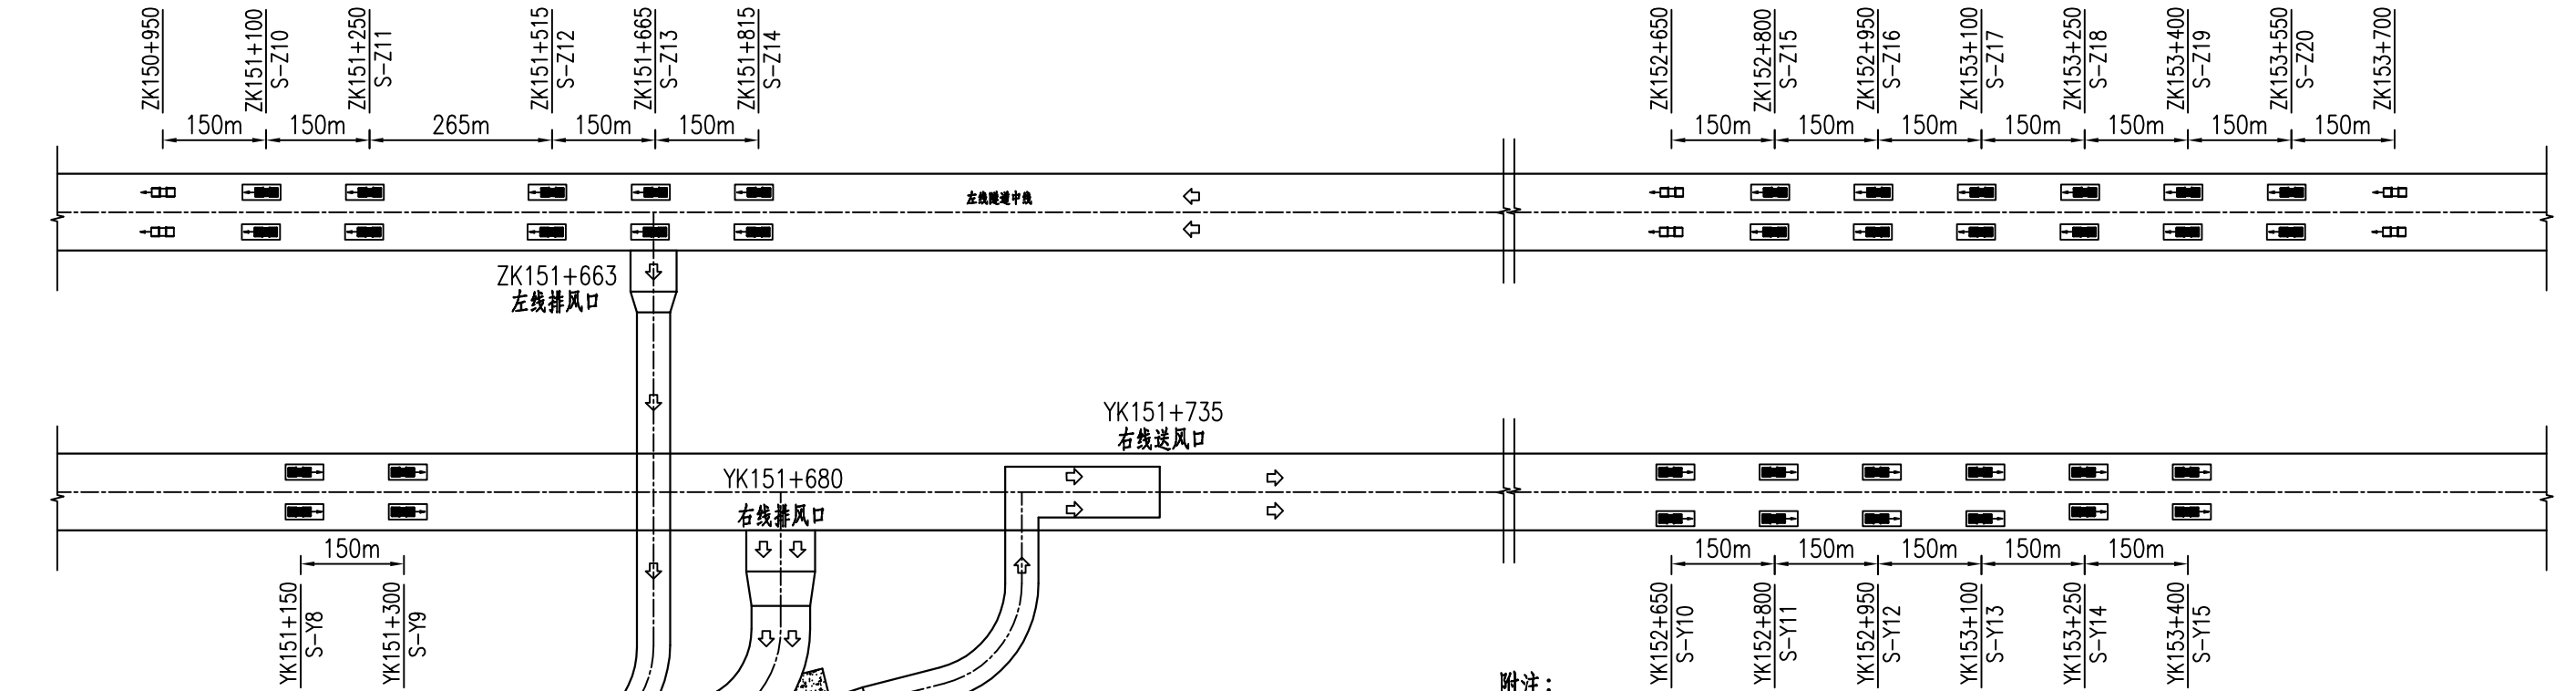 ZK150+950
ZK151+100
S-Z10
ZK151+250
S-Z11
ZK151+515
S-Z12
ZK151+665
S-Z13
ZK151+815
S-Z14
ZK152+650
ZK152+800
S-Z15
ZK152+950
S-Z16
ZK153+100
S-Z17
ZK153+250
S-Z18
ZK153+400
S-Z19
ZK153+550
S-Z20
ZK153+700
150m 150m 265m 150m 150m 150m 150m 150m 150m 150m 150m 150m
左线隧道中线
ZK151+663
左线排风口
YK151+735
右线送风口
YK151+680
右线排风口
150m 150m 150m 150m 150m 150m
YK151+150
S-Y8
YK151+300
S-Y9
YK152+650
S-Y10
YK152+800
S-Y11
YK152+950
S-Y12
YK153+100
S-Y13
YK153+250
S-Y14
YK153+400
S-Y15
附注：